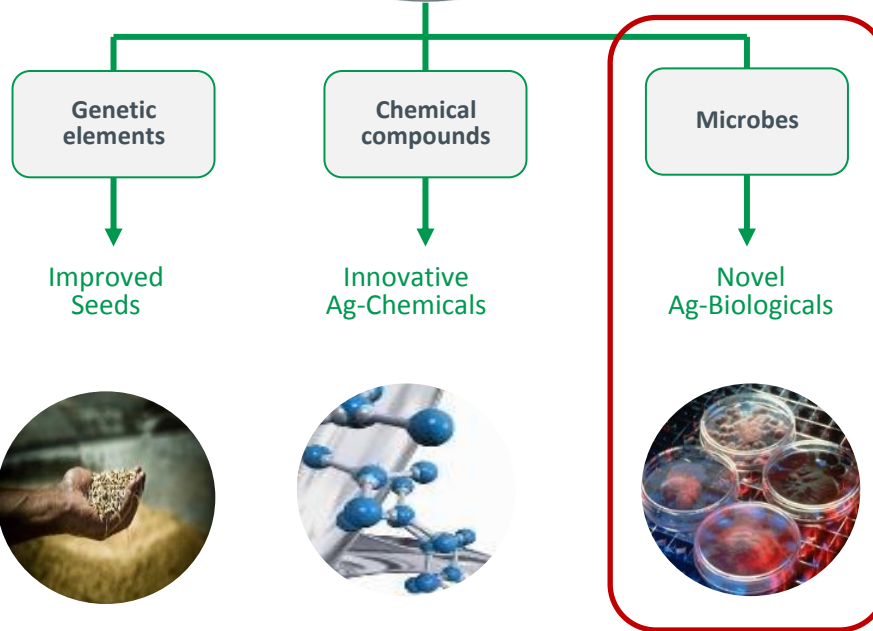 Genetic
elements
Chemical
compounds
Microbes
Improved
Seeds
Innovative
Ag-Chemicals
Novel
Ag-Biologicals